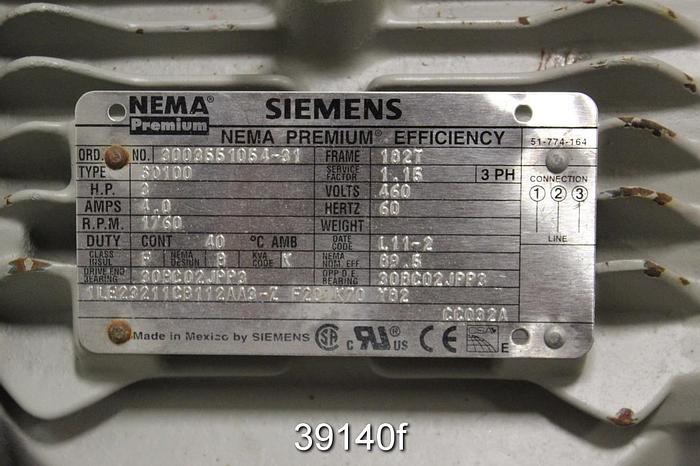 NEMA® Premium SIEMENS
NEMA PREMIUM® EFFICIENCY 51-774-164
ORD. NO. FRAME 182T
TYPE SERVICE FACTOR 1.15 3 PH CONNECTION
H.P. 3 VOLTS 460 1 2 3
AMPS 4.0 HERTZ 60
R.P.M. 1760 WEIGHT LINE
DUTY CONT 40 °C AMB DATE CODE L11-2
CLASS INSUL F NEMA DESIGN B KVA CODE K NEMA NOM. EFF 89.5
DRIVE END BEARING 30BC02JPP3 OPP D.E. BEARING 30BC02JPP3
CC032A
Made in Mexico by SIEMENS SA C UR US CE CSA E
39140f